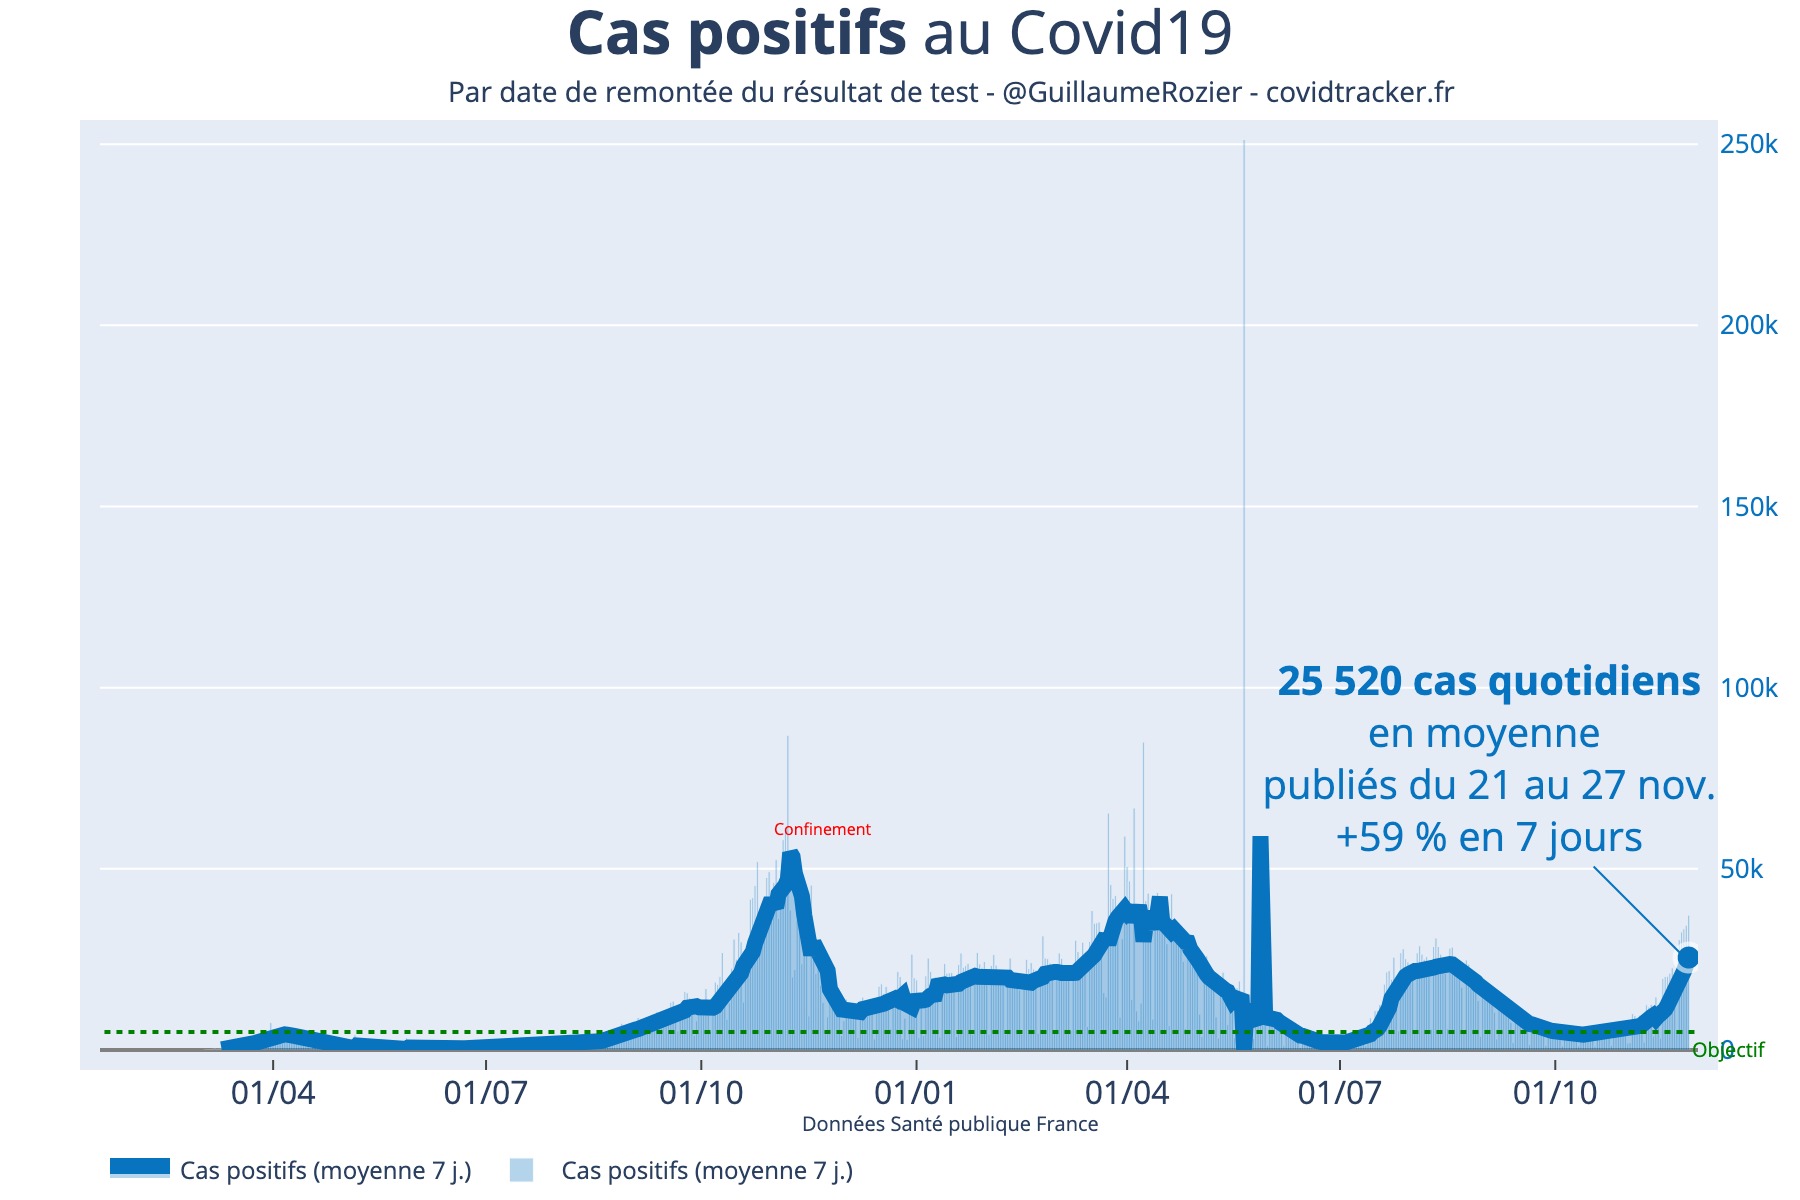 Cas positifs au Covid19
Par date de remontée du résultat de test - @GuillaumeRozier - covidtracker.fr
250k
200k
150k
25 520 cas quotidiens
100k
en moyenne
publiés du 21 au 27 nov.
+59 % en 7 jours
Confinement
50k
0
Objectif
01/04 01/07 01/10 01/01 01/04 01/07 01/10
Données Santé publique France
Cas positifs (moyenne 7 j.) Cas positifs (moyenne 7 j.)